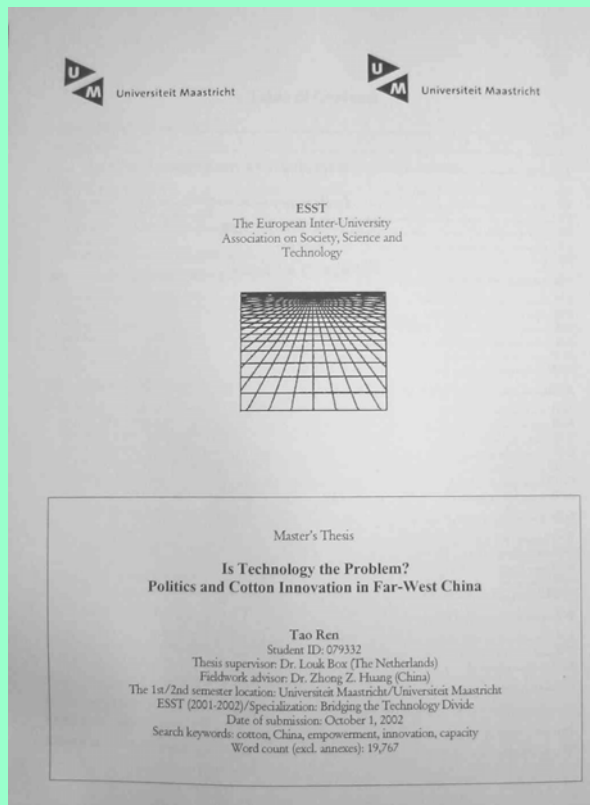 U
M
Universiteit Maastricht
U
M
Universiteit Maastricht
ESST
The European Inter-University
Association on Society, Science and
Technology
Master's Thesis
Is Technology the Problem?
Politics and Cotton Innovation in Far-West China
Tao Ren
Student ID: 079332
Thesis supervisor: Dr. Louk Box (The Netherlands)
Fieldwork advisor: Dr. Zhong Z. Huang (China)
The 1st/2nd semester location: Universiteit Maastricht/Universiteit Maastricht
ESST (2001-2002)/Specialization: Bridging the Technology Divide
Date of submission: October 1, 2002
Search keywords: cotton, China, empowerment, innovation, capacity
Word count (excl. annexes): 19,767